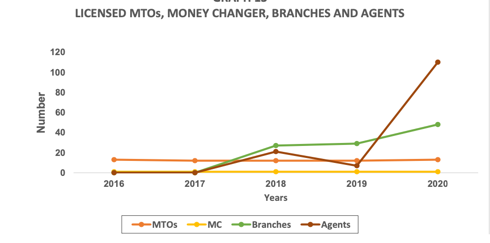 LICENSED MTOs, MONEY CHANGER, BRANCHES AND AGENTS
120
100
80
60
40
20
0
Number
2016 2017 2018 2019 2020
Years
MTOs MC Branches Agents